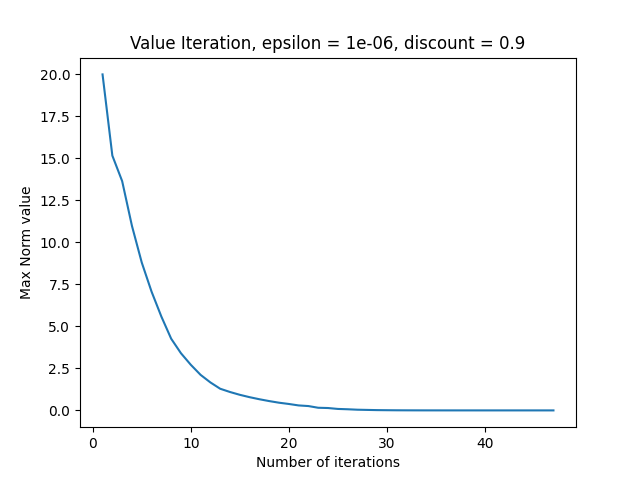 Value Iteration, epsilon = 1e-06, discount = 0.9
20.0
17.5
15.0
12.5
10.0
7.5
5.0
2.5
0.0
Max Norm value
0 10 20 30 40
Number of iterations